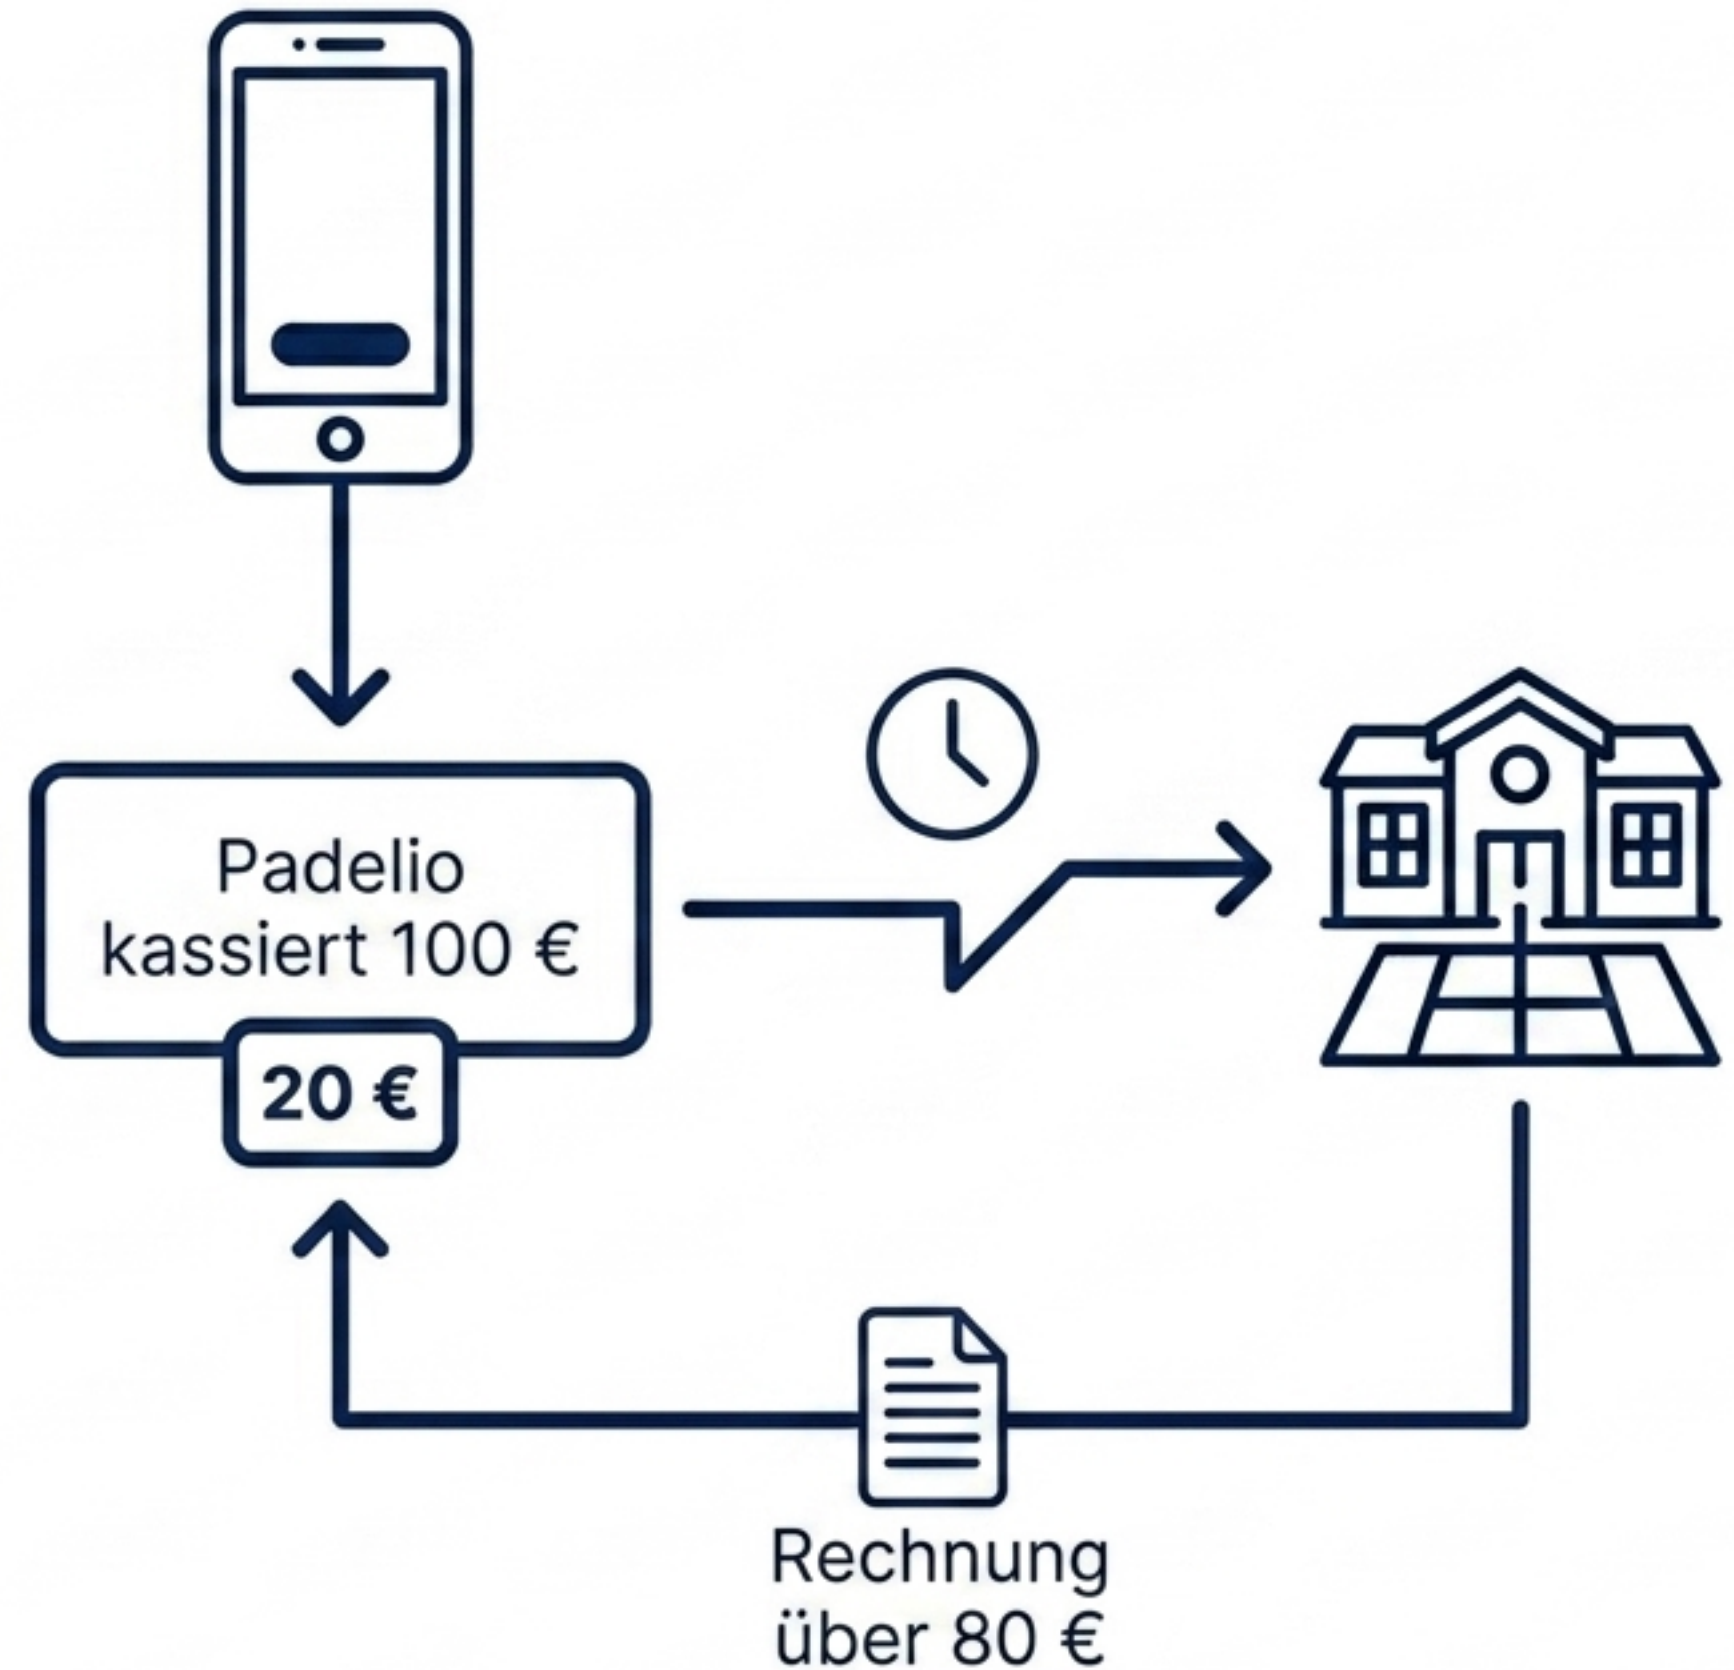 Padelio
kassiert 100 €
20 €
Rechnung
über 80 €